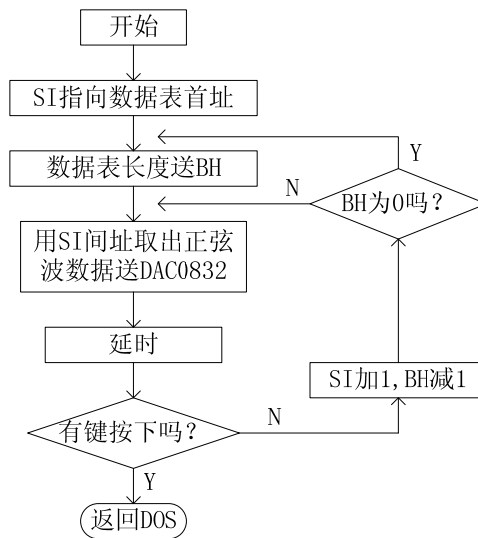 开始
SI指向数据表首址
数据表长度送BH
用SI间址取出正弦
波数据送DAC0832
延时
有键按下吗?
Y
返回DOS
N
SI加1,BH减1
BH为0吗?
N
Y